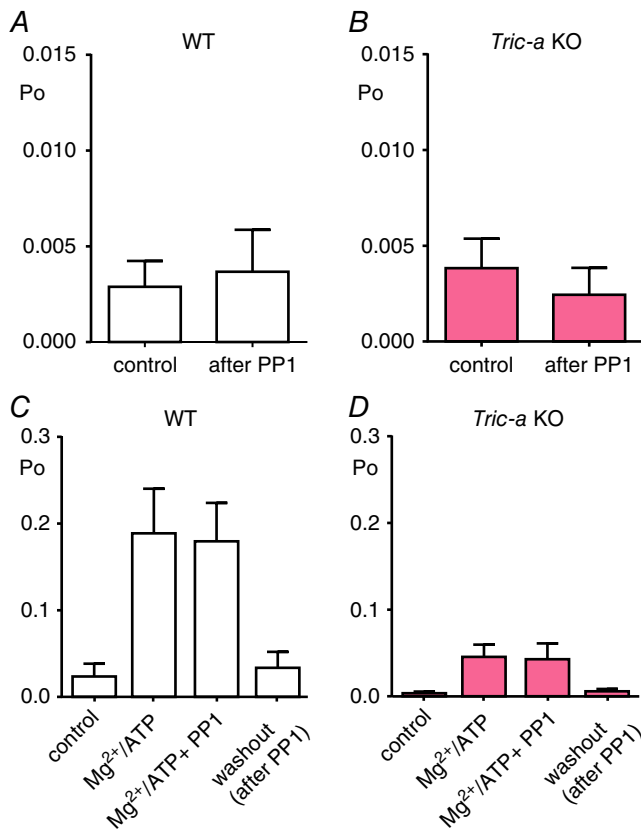 A
WT
0.015
Po
0.010
0.005
0.000
control
after PP1
B
Tric-a KO
0.015
Po
0.010
0.005
0.000
control
after PP1
C
WT
0.3
Po
0.2
0.1
0.0
control
Mg2+/ATP
Mg2+/ATP+ PP1
washout
(after PP1)
D
Tric-a KO
0.3
Po
0.2
0.1
0.0
control
Mg2+/ATP
Mg2+/ATP+ PP1
washout
(after PP1)